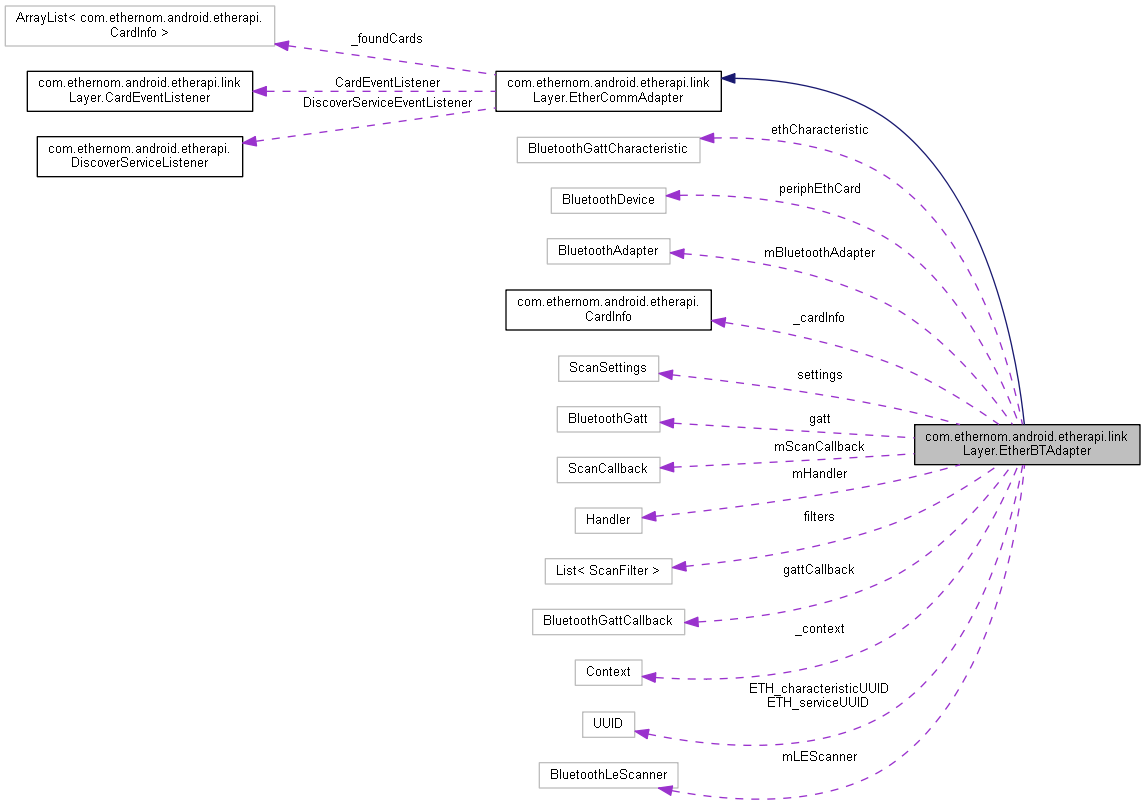 ArrayList< com.ethernom.android.etherapi.
CardInfo >
_foundCards
com.ethernom.android.etherapi.link
Layer.CardEventListener
CardEventListener
com.ethernom.android.etherapi.link
Layer.EtherCommAdapter
DiscoverServiceEventListener
com.ethernom.android.etherapi.
DiscoverServiceListener
ethCharacteristic
BluetoothGattCharacteristic
periphEthCard
BluetoothDevice
mBluetoothAdapter
BluetoothAdapter
com.ethernom.android.etherapi.
CardInfo
_cardInfo
ScanSettings
settings
BluetoothGatt
gatt
com.ethernom.android.etherapi.link
Layer.EtherBTAdapter
mScanCallback
ScanCallback
mHandler
Handler
filters
List< ScanFilter >
gattCallback
BluetoothGattCallback
_context
Context
ETH_characteristicUUID
ETH_serviceUUID
UUID
mLEScanner
BluetoothLeScanner